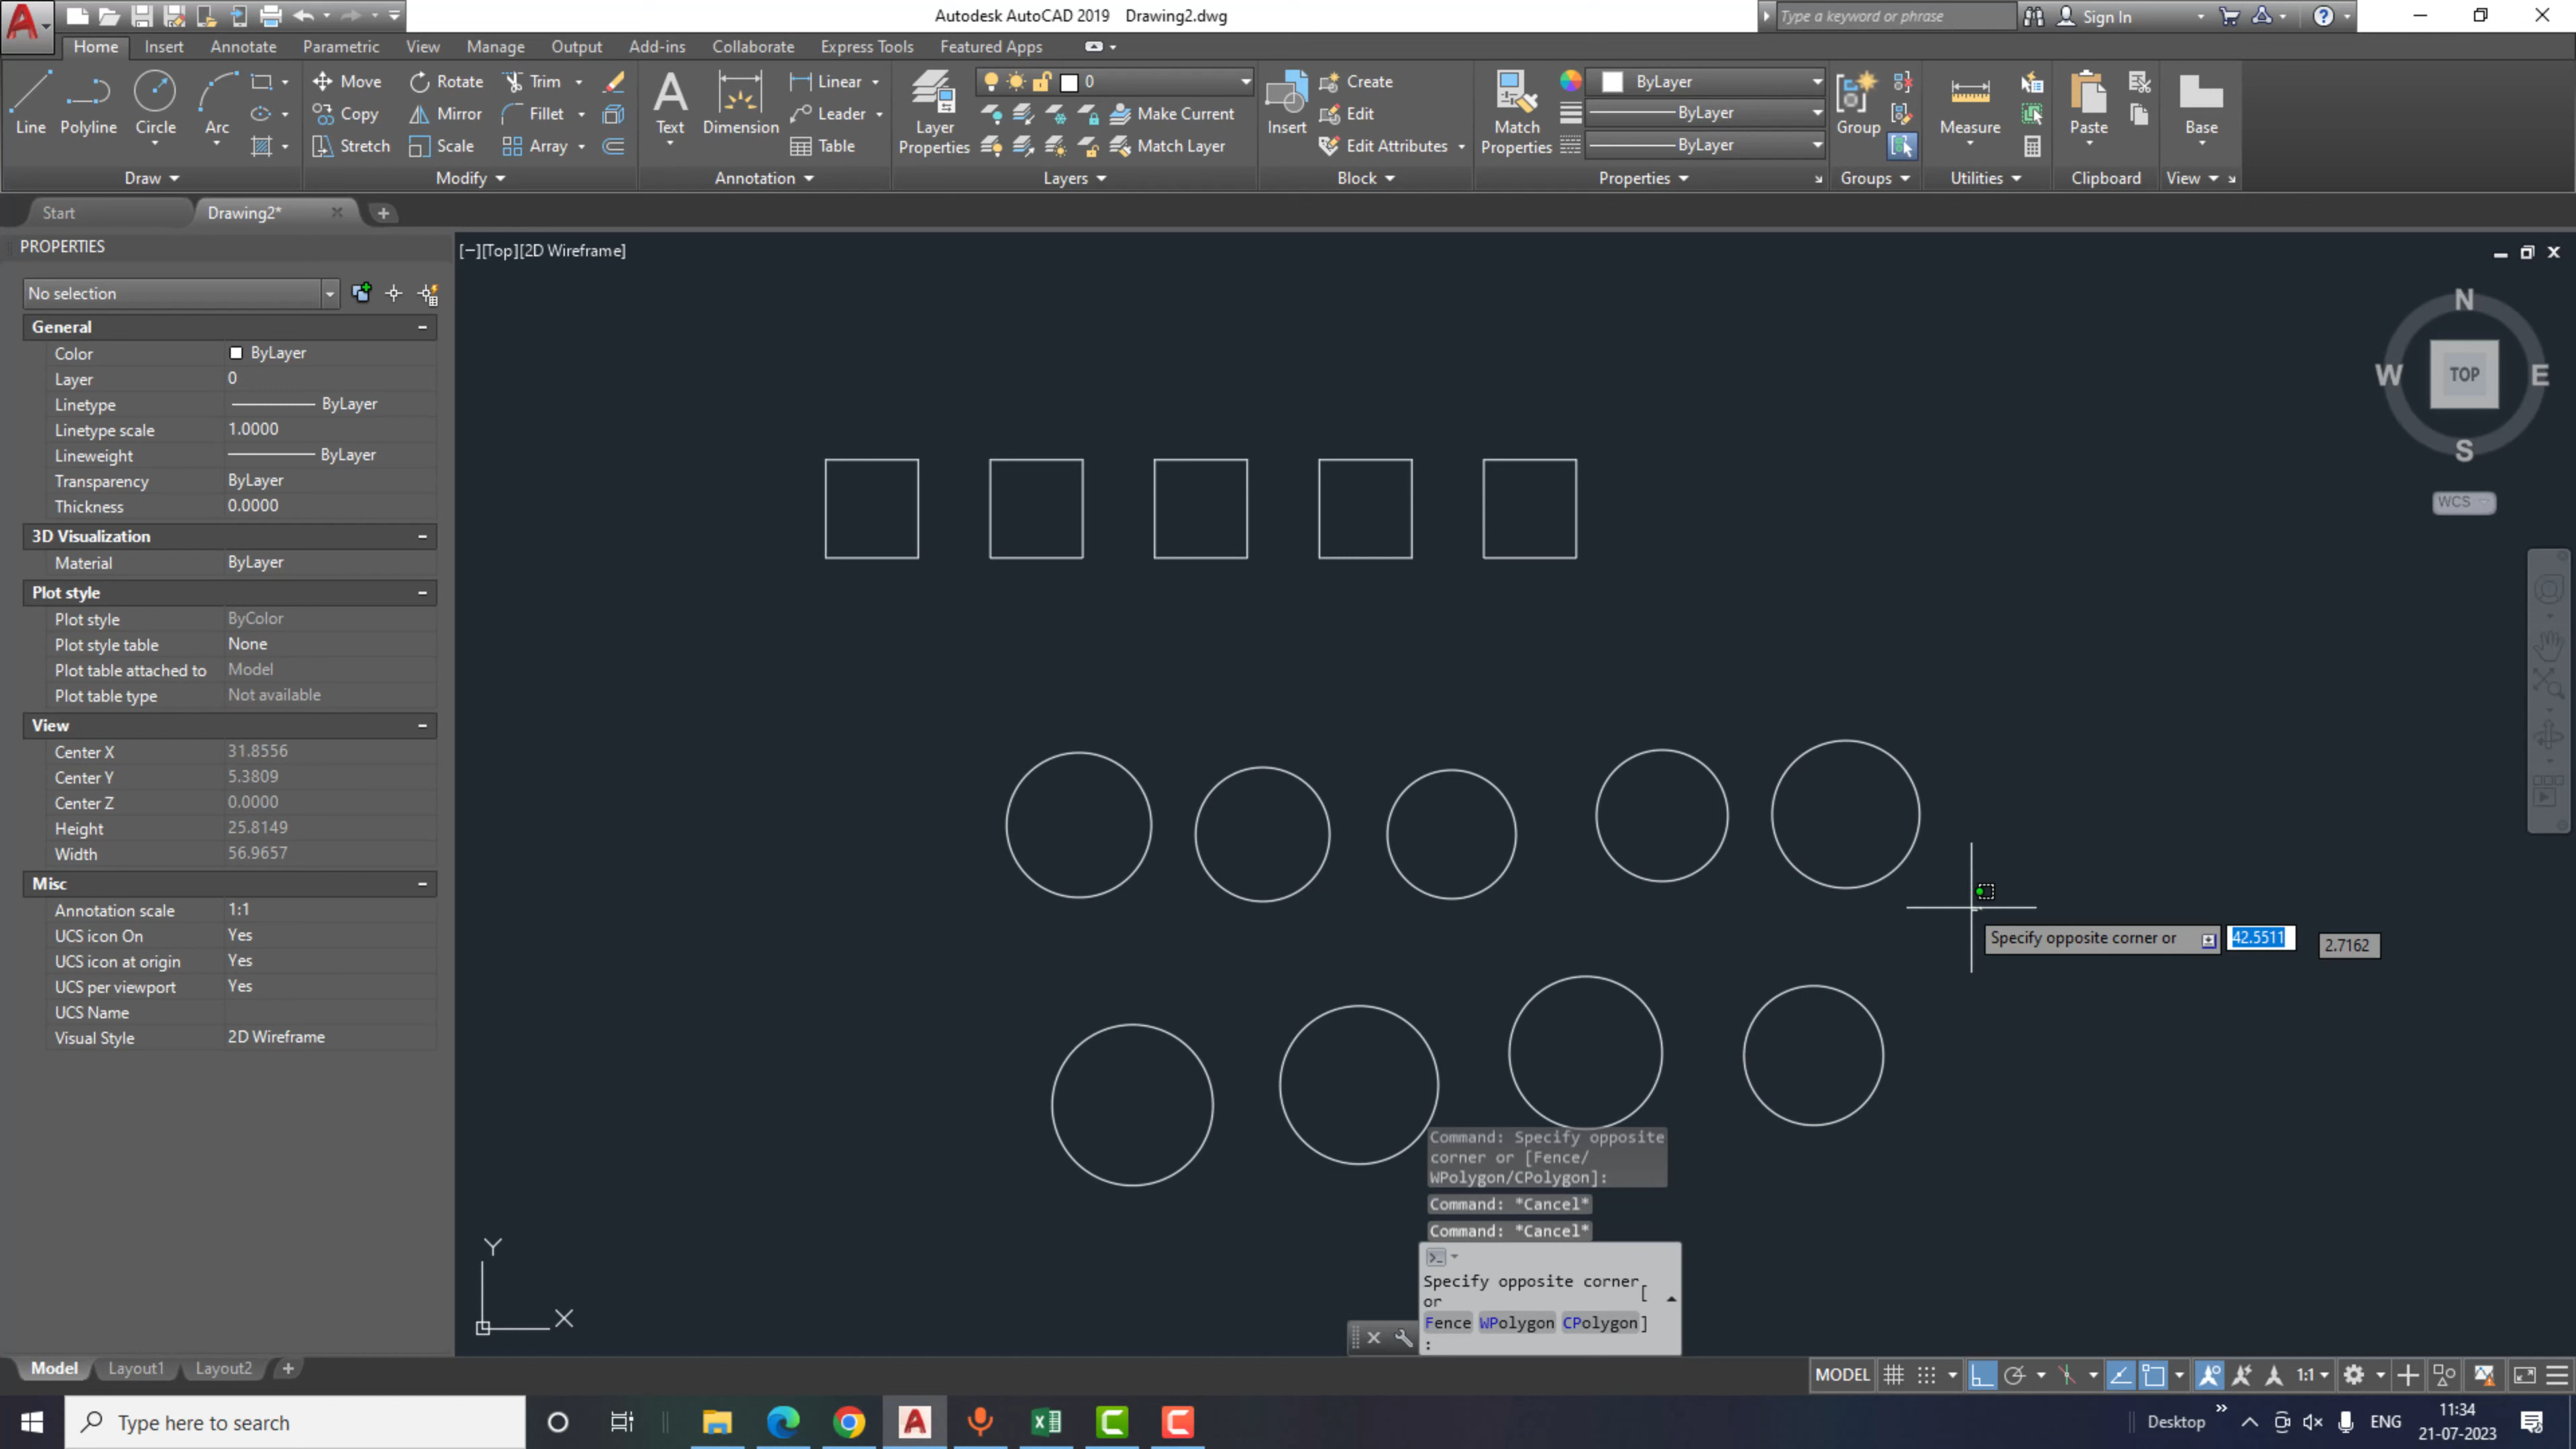 Autodesk AutoCAD 2019 Drawing2.dwg
Type a keyword or phrase
Sign In
Home Insert Annotate Parametric View Manage Output Add-ins Collaborate Express Tools Featured Apps
Line Polyline Circle Arc
Move Rotate Trim
Copy Mirror Fillet
Stretch Scale Array
Text Dimension
Linear
Leader
Table
Layer Properties
0
Make Current
Match Layer
Insert
Create
Edit
Edit Attributes
Match Properties
ByLayer
ByLayer
ByLayer
Group
Measure
Paste
Base
Draw Modify Annotation Layers Block Properties Groups Utilities Clipboard View
Start Drawing2*
PROPERTIES
[−][Top][2D Wireframe]
No selection
General
Color ByLayer
Layer 0
Linetype ByLayer
Linetype scale 1.0000
Lineweight ByLayer
Transparency ByLayer
Thickness 0.0000
3D Visualization
Material ByLayer
Plot style
Plot style ByColor
Plot style table None
Plot table attached to Model
Plot table type Not available
View
Center X 31.8556
Center Y 5.3809
Center Z 0.0000
Height 25.8149
Width 56.9657
Misc
Annotation scale 1:1
UCS icon On Yes
UCS icon at origin Yes
UCS per viewport Yes
UCS Name
Visual Style 2D Wireframe
N
W TOP E
S
WCS
Specify opposite corner or 42.5511 2.7162
Command: Specify opposite
corner or [Fence/
WPolygon/CPolygon]:
Command: *Cancel*
Command: *Cancel*
Specify opposite corner [
or
Fence WPolygon CPolygon]
:
Y
X
Model Layout1 Layout2
MODEL 1:1
Type here to search
Desktop
ENG
11:34
21-07-2023